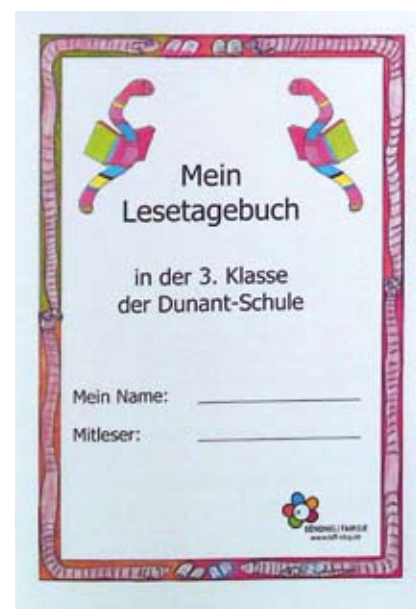 Mein
Lesetagebuch
in der 3. Klasse
der Dunant-Schule
Mein Name:
Mitleser: